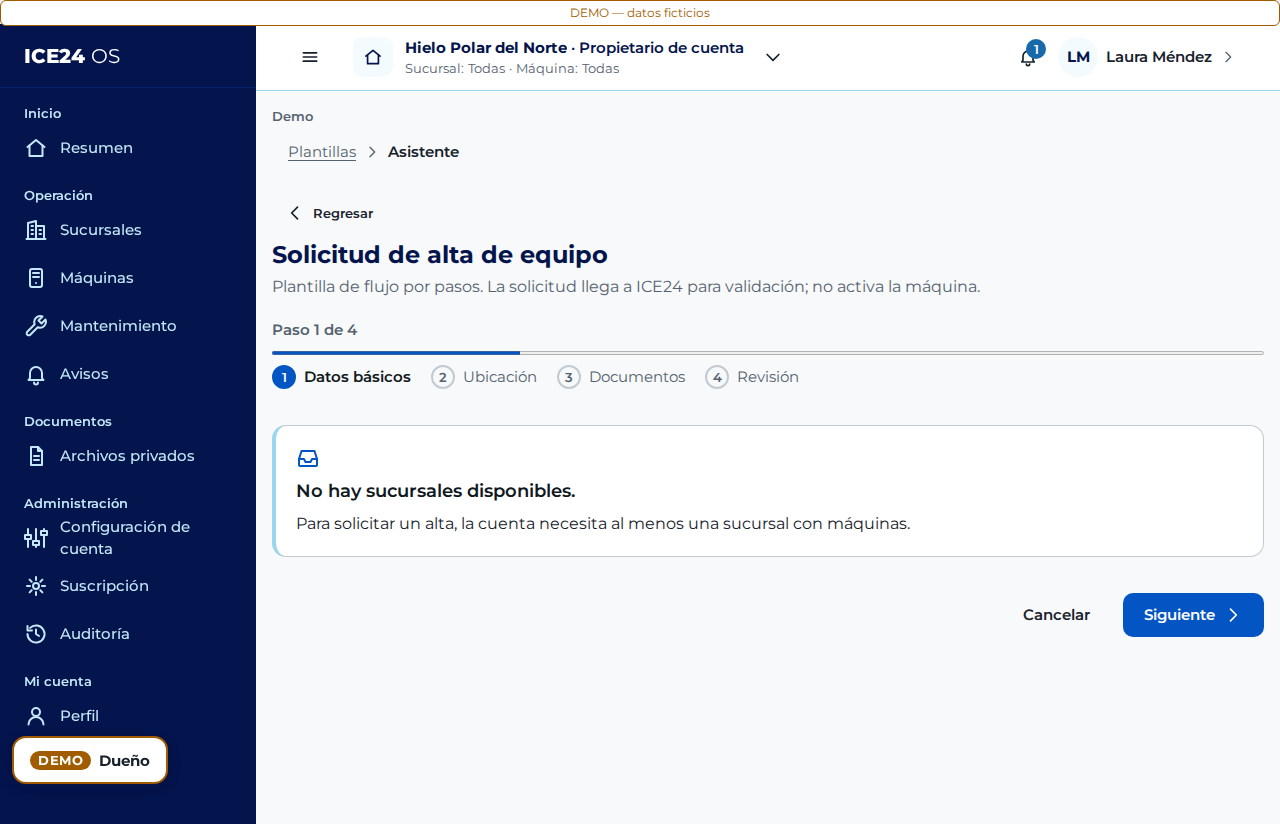 DEMO — datos ficticios
ICE24 OS
Inicio
Resumen
Operación
Sucursales
Máquinas
Mantenimiento
Avisos
Documentos
Archivos privados
Administración
Configuración de
cuenta
Suscripción
Auditoría
Mi cuenta
Perfil
DEMO Dueño
Hielo Polar del Norte · Propietario de cuenta
Sucursal: Todas · Máquina: Todas
1
LM Laura Méndez
Demo
Plantillas Asistente
Regresar
Solicitud de alta de equipo
Plantilla de flujo por pasos. La solicitud llega a ICE24 para validación; no activa la máquina.
Paso 1 de 4
1 Datos básicos 2 Ubicación 3 Documentos 4 Revisión
No hay sucursales disponibles.
Para solicitar un alta, la cuenta necesita al menos una sucursal con máquinas.
Cancelar Siguiente